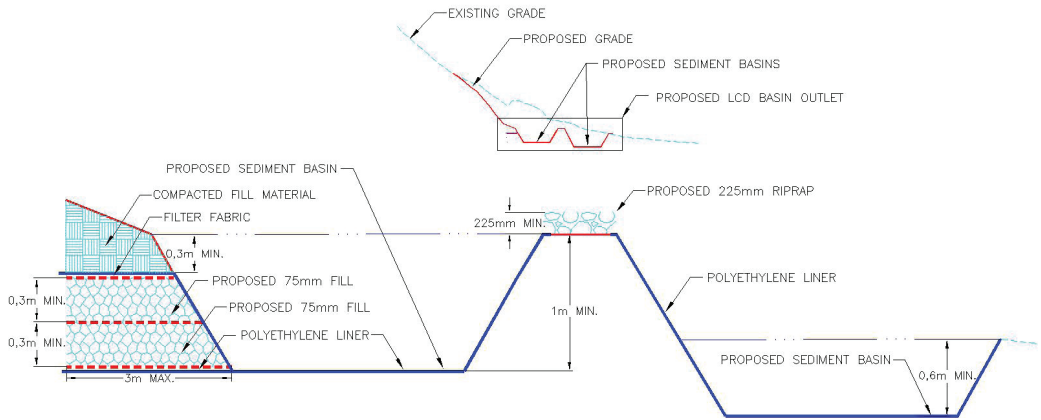 EXISTING GRADE
PROPOSED GRADE
PROPOSED SEDIMENT BASINS
PROPOSED LCD BASIN OUTLET
PROPOSED SEDIMENT BASIN
COMPACTED FILL MATERIAL
FILTER FABRIC
PROPOSED 225mm RIPRAP
225mm MIN.
0.3m MIN.
PROPOSED 75mm FILL
POLYETHYLENE LINER
0,3m MIN.
PROPOSED 75mm FILL
1m MIN.
0.3m MIN.
POLYETHYLENE LINER
PROPOSED SEDIMENT BASIN
0,6m MIN.
3m MAX.